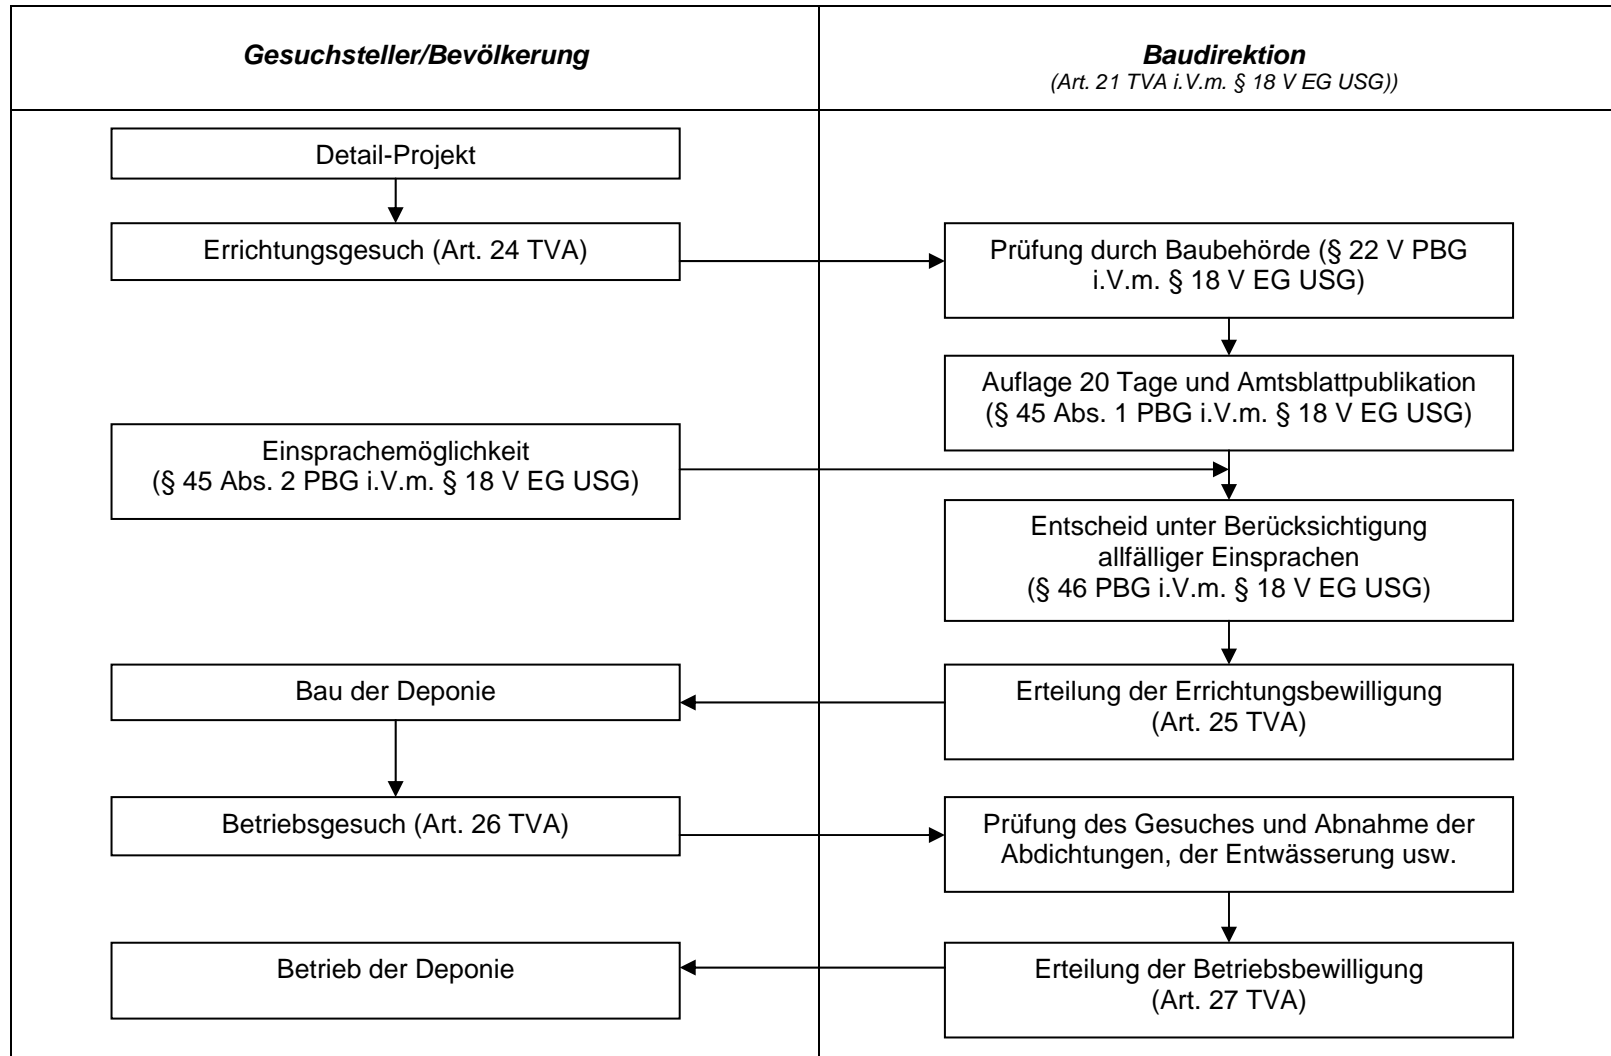 Gesuchsteller/Bevölkerung
Baudirektion
(Art. 21 TVA i.V.m. § 18 V EG USG))
Detail-Projekt
Errichtungsgesuch (Art. 24 TVA)
Prüfung durch Baubehörde (§ 22 V PBG
i.V.m. § 18 V EG USG)
Auflage 20 Tage und Amtsblattpublikation
(§ 45 Abs. 1 PBG i.V.m. § 18 V EG USG)
Einsprachemöglichkeit
(§ 45 Abs. 2 PBG i.V.m. § 18 V EG USG)
Entscheid unter Berücksichtigung
allfälliger Einsprachen
(§ 46 PBG i.V.m. § 18 V EG USG)
Bau der Deponie
Erteilung der Errichtungsbewilligung
(Art. 25 TVA)
Betriebsgesuch (Art. 26 TVA)
Prüfung des Gesuches und Abnahme der
Abdichtungen, der Entwässerung usw.
Betrieb der Deponie
Erteilung der Betriebsbewilligung
(Art. 27 TVA)